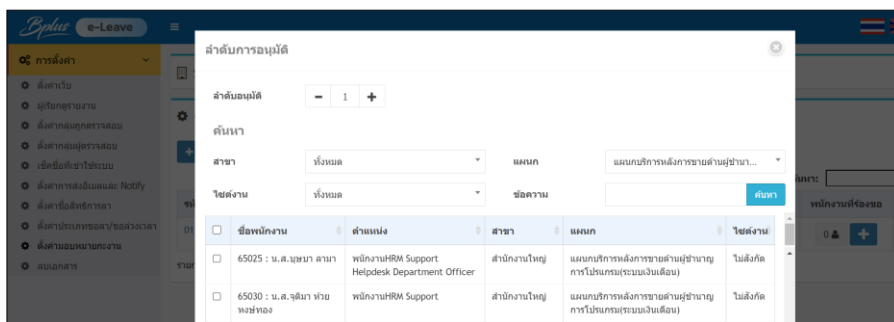 Bplus e-Leave
ลำดับการอนุมัติ
การตั้งค่า
ตั้งค่าเว็บ
ผู้เรียกดูรายงาน
ตั้งค่ากลุ่มถูกตรวจสอบ
ตั้งค่ากลุ่มผู้ตรวจสอบ
เช็คชื่อที่เข้าใช้ระบบ
ตั้งค่าการส่งอีเมลและ Notify
ตั้งค่าชื่อสิทธิการลา
ตั้งค่าประเภทขอลา/ขอล่วงเวลา
ตั้งค่ามอบหมายกะงาน
ลบเอกสาร
ลำดับอนุมัติ 1
ค้นหา
สาขา ทั้งหมด แผนก แผนกบริการหลังการขายด้านผู้ชำนา...
ไซต์งาน ทั้งหมด ข้อความ ค้นหา
ค้นหา:
พนักงานที่ร้องขอ
01
0
ชื่อพนักงาน ตำแหน่ง สาขา แผนก ไซต์งาน
65025 : น.ส.บุษบา ลามา พนักงานHRM Support สำนักงานใหญ่ แผนกบริการหลังการขายด้านผู้ชำนาญ ไม่สังกัด
Helpdesk Department Officer การโปรแกรม(ระบบเงินเดือน)
65030 : น.ส.จุติมา ห้วย พนักงานHRM Support สำนักงานใหญ่ แผนกบริการหลังการขายด้านผู้ชำนาญ ไม่สังกัด
หงษ์ทอง การโปรแกรม(ระบบเงินเดือน)